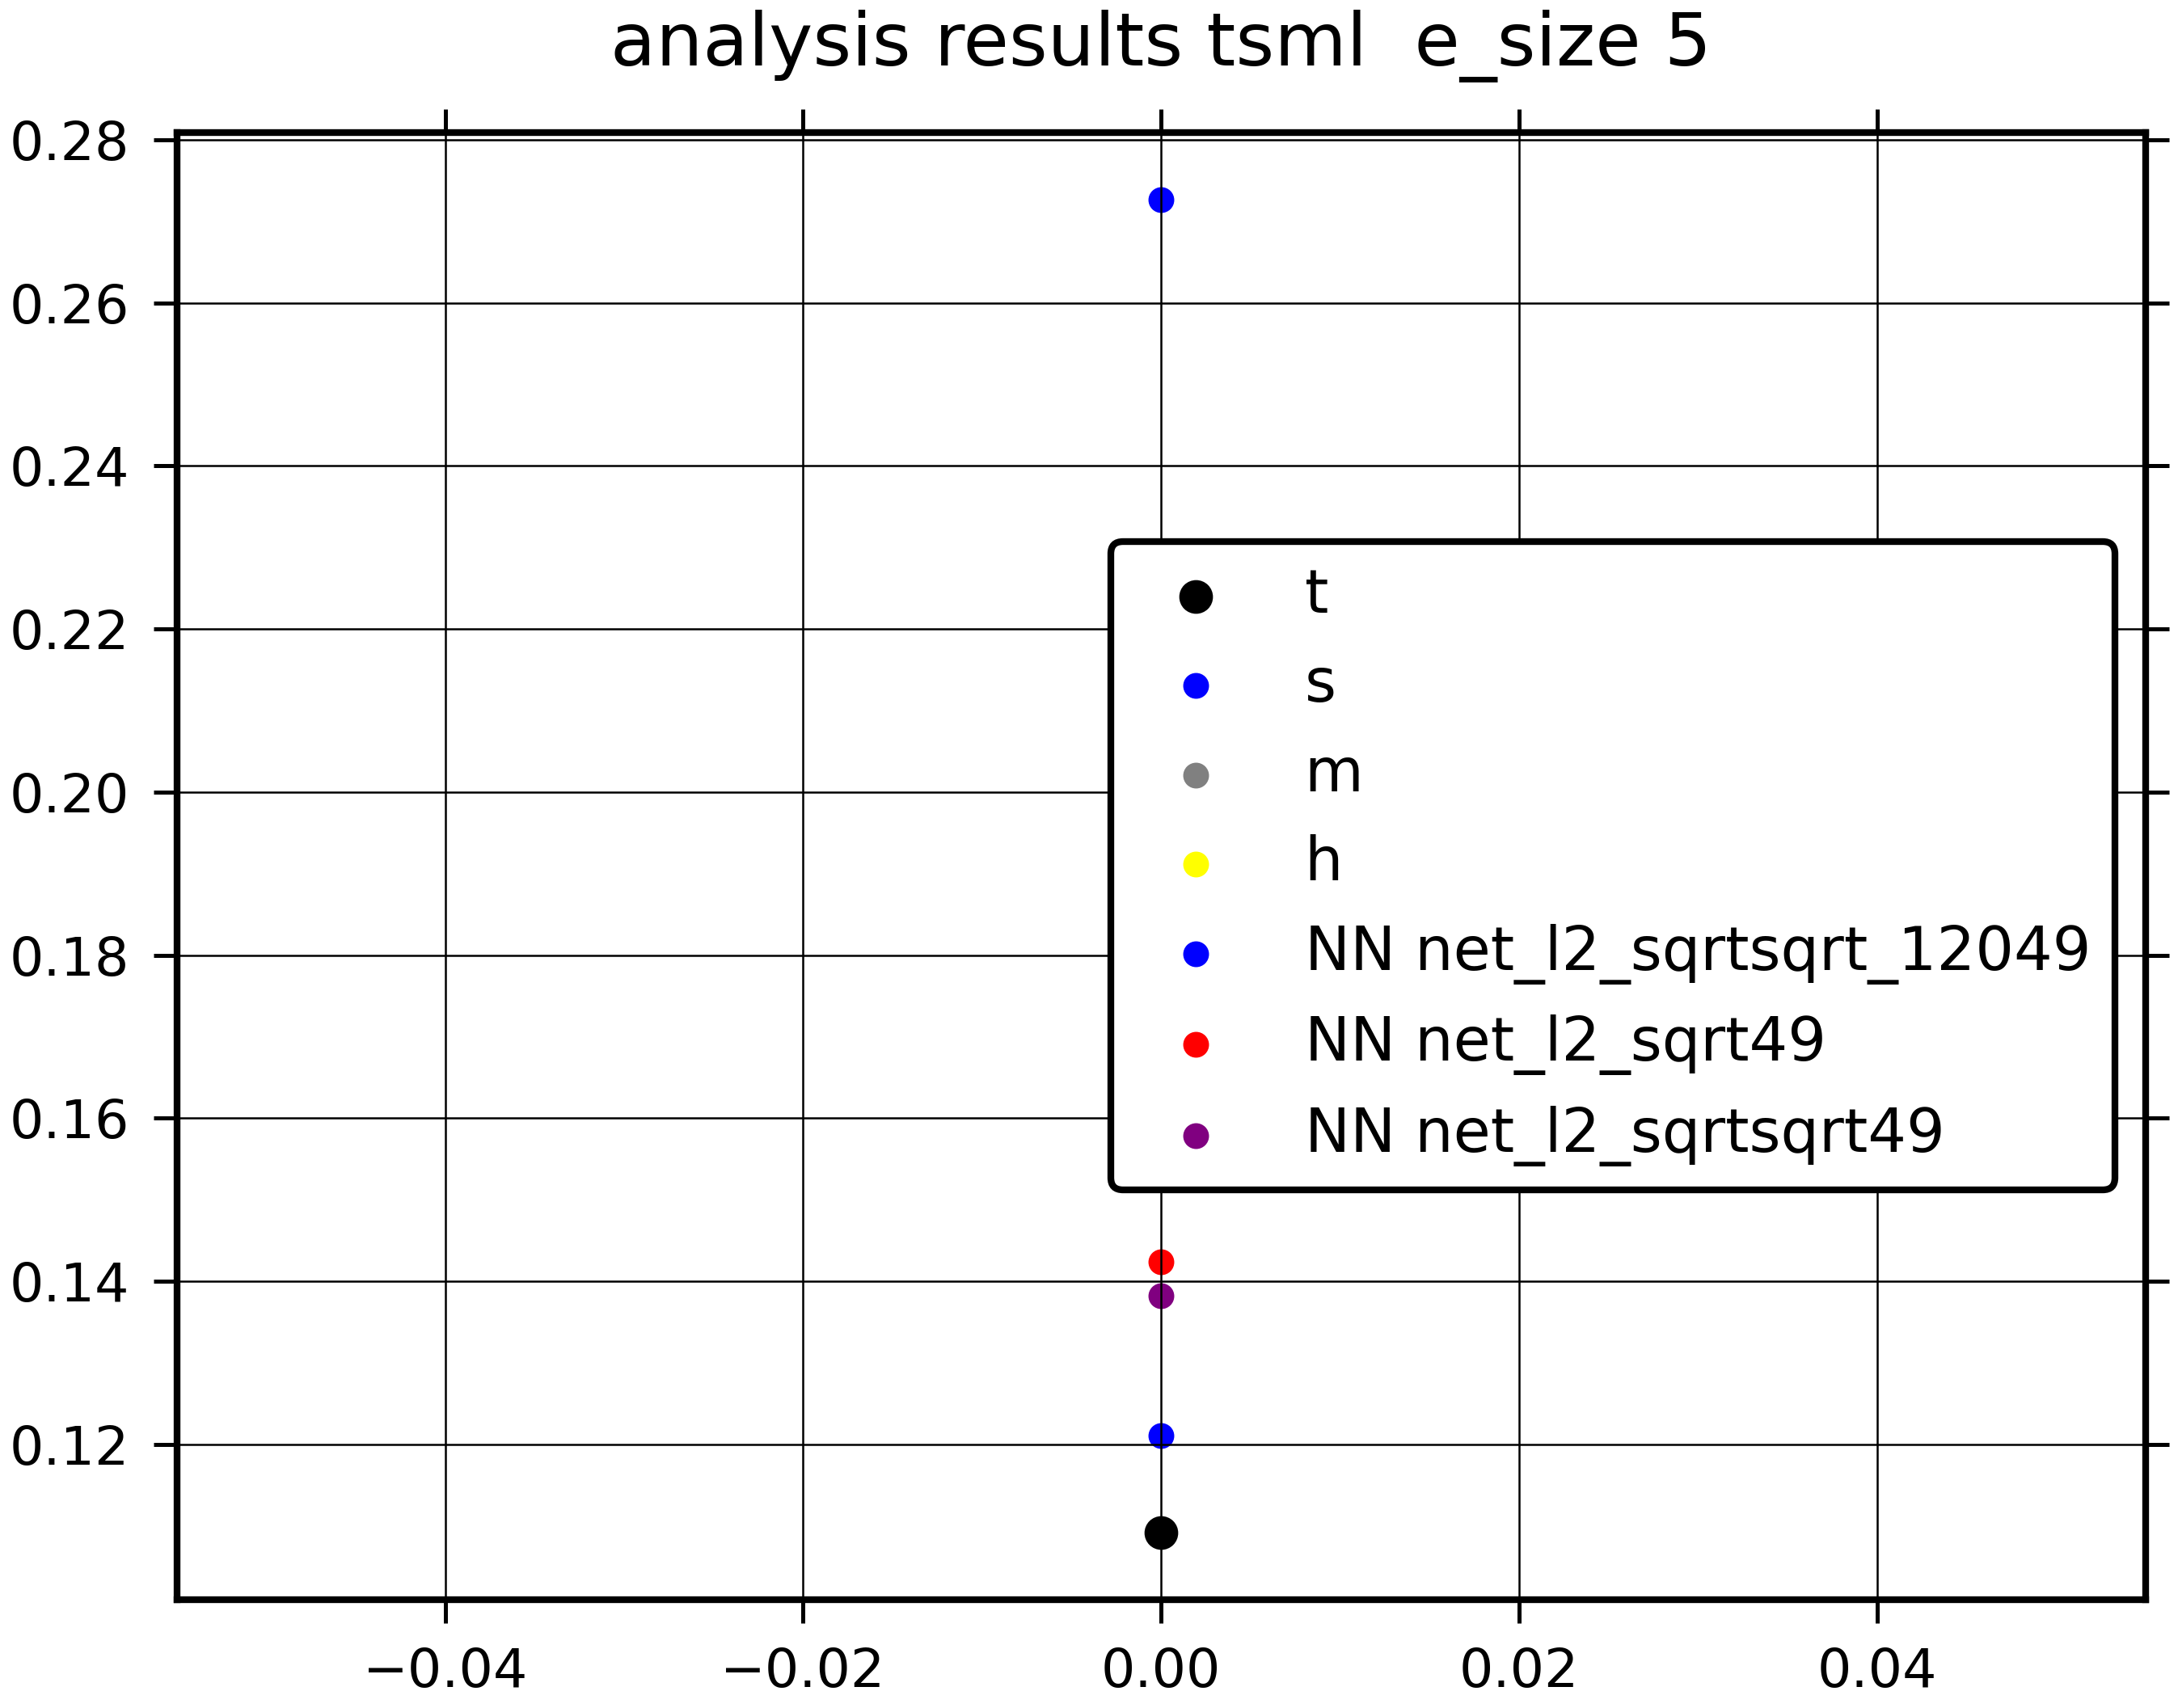 analysis results tsml  e_size 5
0.28
0.26
0.24
0.22
0.20
0.18
0.16
0.14
0.12
t
s
m
h
NN net_l2_sqrtsqrt_12049
NN net_l2_sqrt49
NN net_l2_sqrtsqrt49
−0.04 −0.02 0.00 0.02 0.04